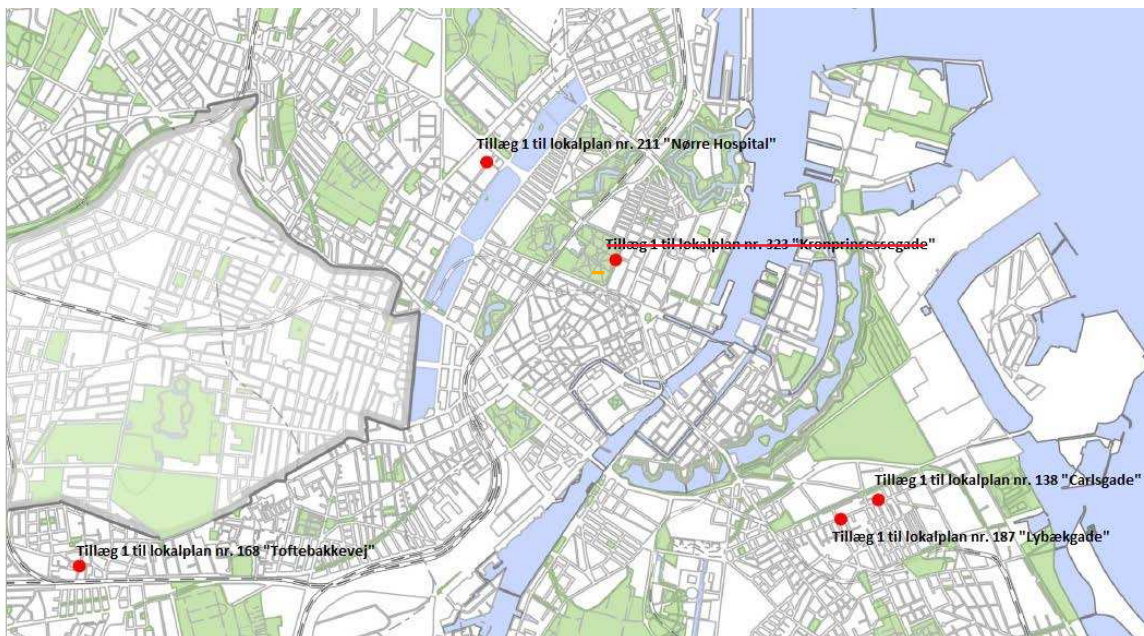 Tillæg 1 til lokalplan nr. 211 "Nørre Hospital"
Tillæg 1 til lokalplan nr. 323 "Kronprinsessegade"
Tillæg 1 til lokalplan nr. 138 "Carlsgade"
Tillæg 1 til lokalplan nr. 187 "Lybækgade"
Tillæg 1 til lokalplan nr. 168 "Toftebakkevej"